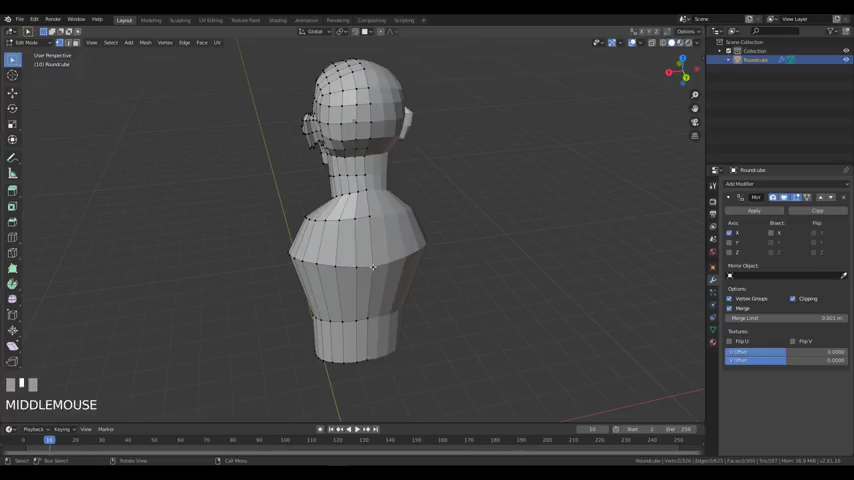 File Edit Render Window Help Layout Modeling Sculpting UV Editing Texture Paint Shading Animation Rendering Compositing Scripting Scene View Layer
Edit Mode View Select Add Mesh Vertex Edge Face UV Global X Y Z Options
User Perspective
(10) Roundcube
Scene Collection
Collection
Roundcube
Roundcube
Add Modifier
Mirr
Apply Copy
Axis: Bisect: Flip:
X X X
Y Y Y
Z Z Z
Mirror Object:
Options:
Vertex Groups Clipping
Merge
Merge Limit 0.001 m
Textures:
Flip U Flip V
U Offset 0.0000
V Offset 0.0000
MIDDLEMOUSE
Playback Keying View Marker 10 Start 1 End 250
0 10 20 30 40 50 60 70 80 90 100 110 120 130 140 150 160 170 180 190 200 210 220 230 240 250
Select Box Select Rotate View Call Menu